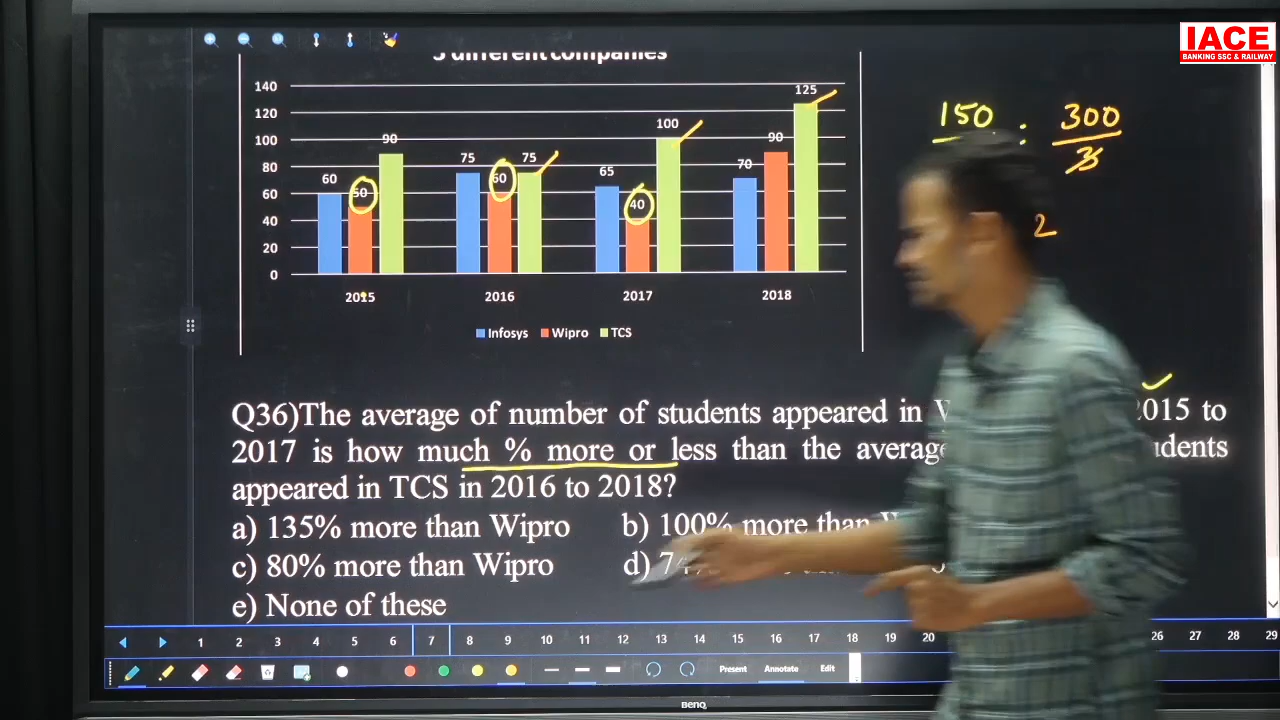 IACE
BANKING SSC & RAILWAY
3 different companies
140
120
100
80
60
40
20
0
60
50
90
75
60
75
65
40
100
70
90
125
2015
2016
2017
2018
Infosys
Wipro
TCS
150 : 300
3
2
Q36)The average of number of students appeared in 2015 to
2017 is how much % more or less than the average
appeared in TCS in 2016 to 2018?
a) 135% more than Wipro b) 100% more than
c) 80% more than Wipro d)
e) None of these
1 2 3 4 5 6 7 8 9 10 11 12 13 14 15 16 17 18 19 20 26 27 28 29
Present Annotate Edit
BENQ